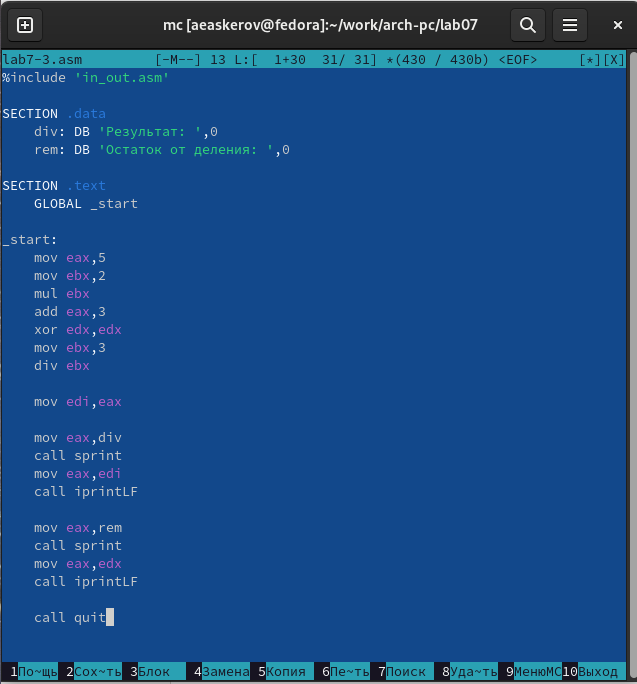 mc [aeaskerov@fedora]:~/work/arch-pc/lab07
lab7-3.asm [-M--] 13 L:[ 1+30 31/ 31] *(430 / 430b) <EOF> [*][X]
%include 'in_out.asm'
SECTION .data
div: DB 'Результат: ',0
rem: DB 'Остаток от деления: ',0
SECTION .text
GLOBAL _start
_start:
mov eax,5
mov ebx,2
mul ebx
add eax,3
xor edx,edx
mov ebx,3
div ebx
mov edi,eax
mov eax,div
call sprint
mov eax,edi
call iprintLF
mov eax,rem
call sprint
mov eax,edx
call iprintLF
call quit
1По~щь 2Сох~ть 3Блок 4Замена 5Копия 6Пе~ть 7Поиск 8Уда~ть 9МенюМС 10Выход